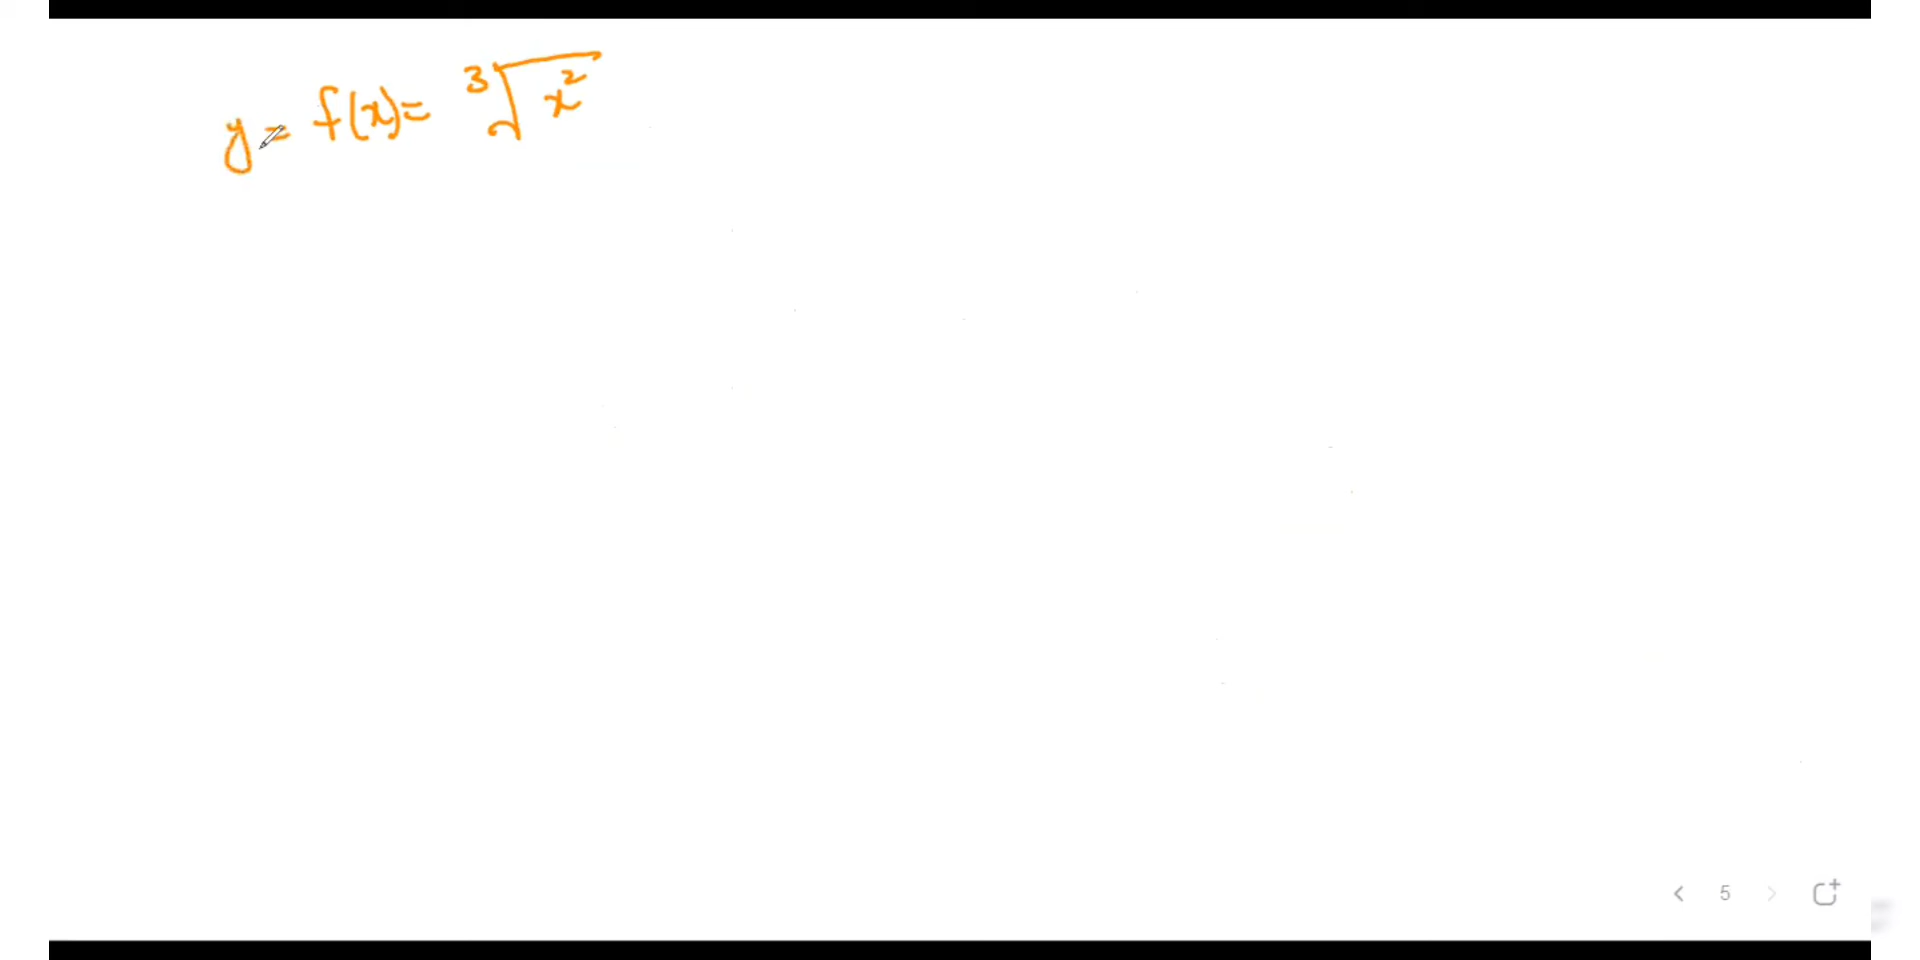 y = f(x) = ∛x²
5